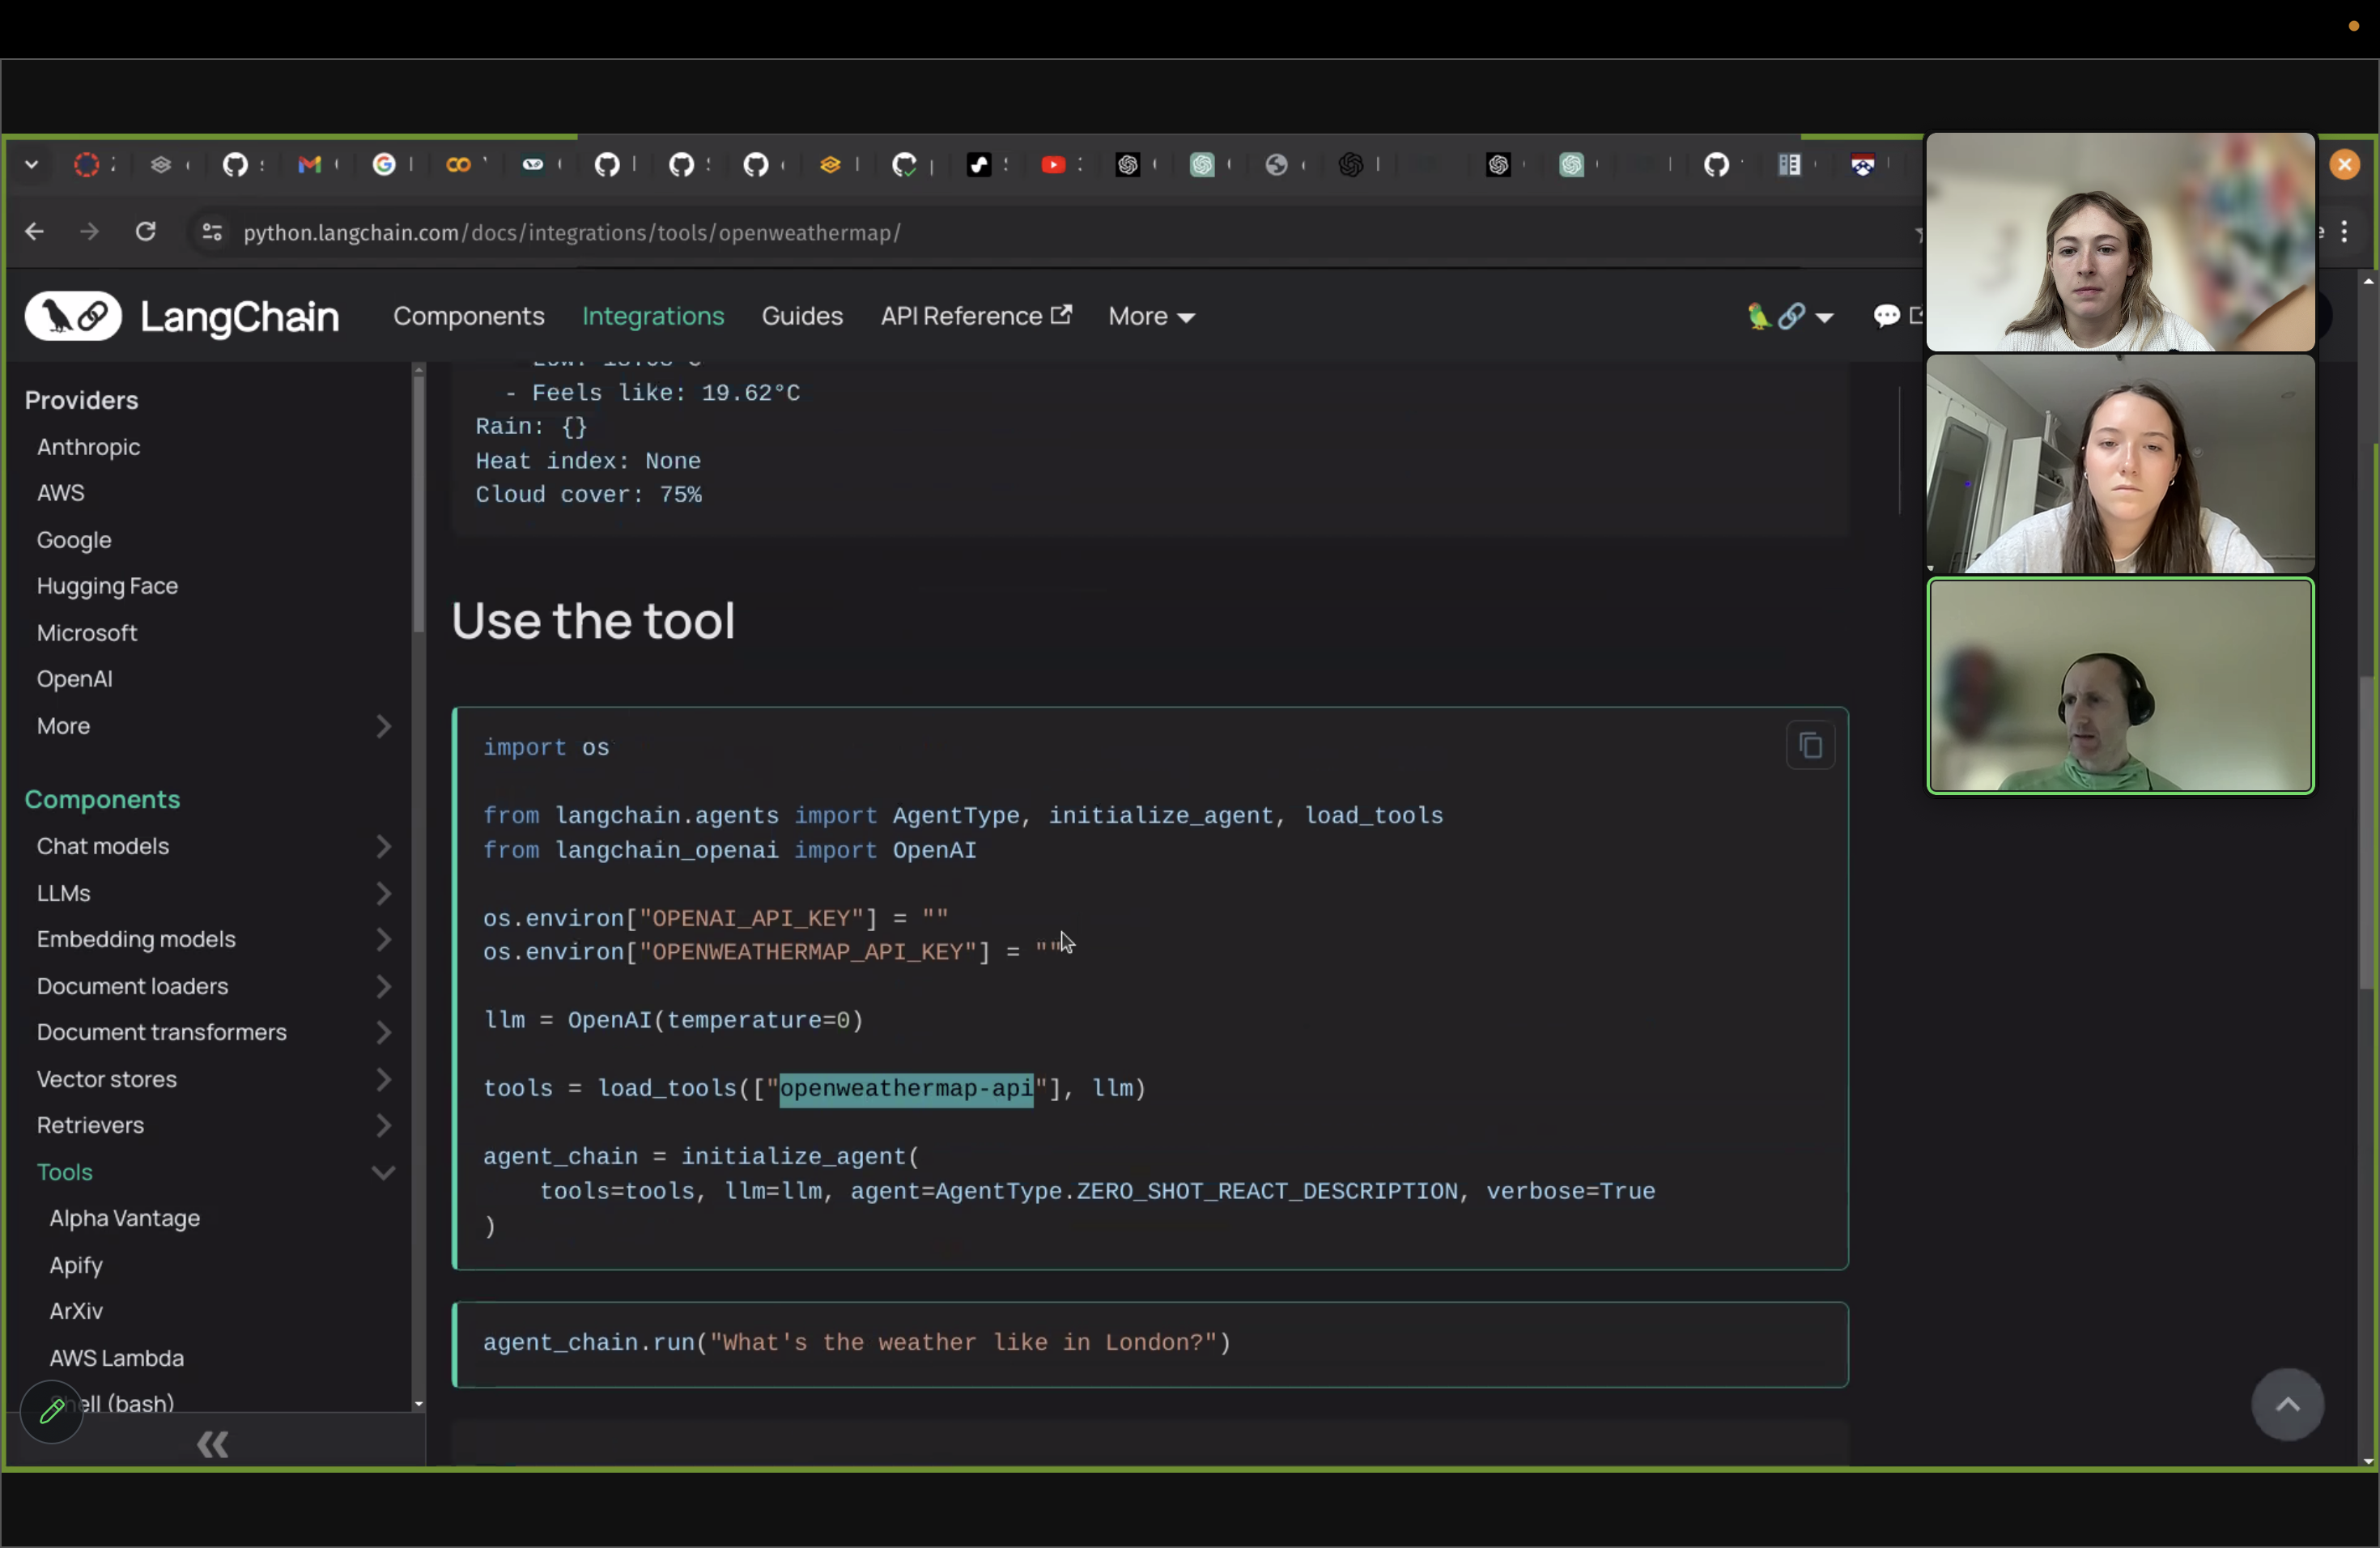 python.langchain.com/docs/integrations/tools/openweathermap/
LangChain
Components
Integrations
Guides
API Reference
More
Providers
Anthropic
AWS
Google
Hugging Face
Microsoft
OpenAI
More
Components
Chat models
LLMs
Embedding models
Document loaders
Document transformers
Vector stores
Retrievers
Tools
Alpha Vantage
Apify
ArXiv
AWS Lambda
(bash)
- Feels like: 19.62°C
Rain: {}
Heat index: None
Cloud cover: 75%
Use the tool
import os
from langchain.agents import AgentType, initialize_agent, load_tools
from langchain_openai import OpenAI
os.environ["OPENAI_API_KEY"] = ""
os.environ["OPENWEATHERMAP_API_KEY"] = ""
llm = OpenAI(temperature=0)
tools = load_tools(["openweathermap-api"], llm)
agent_chain = initialize_agent(
    tools=tools, llm=llm, agent=AgentType.ZERO_SHOT_REACT_DESCRIPTION, verbose=True
)
agent_chain.run("What's the weather like in London?")